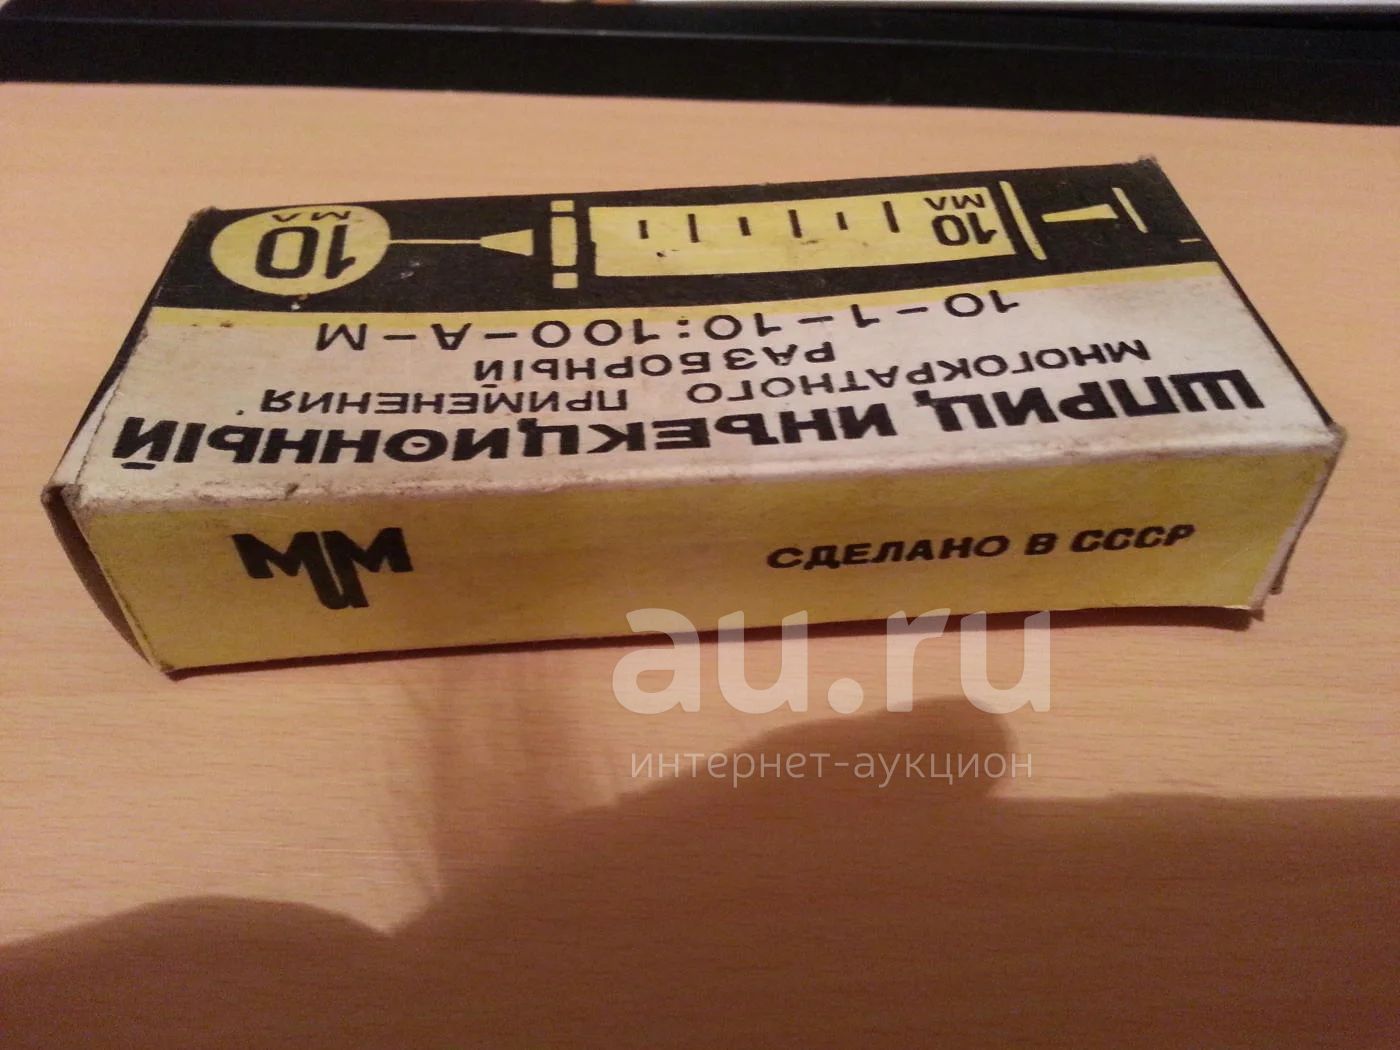 ШПРИЦ ИНЪЕКЦИОННЫЙ
МНОГОКРАТНОГО ПРИМЕНЕНИЯ
РАЗБОРНЫЙ
10-1-10:100-А-М
10 МЛ
10 МЛ
ММ
СДЕЛАНО В СССР
au.ru
интернет-аукцион